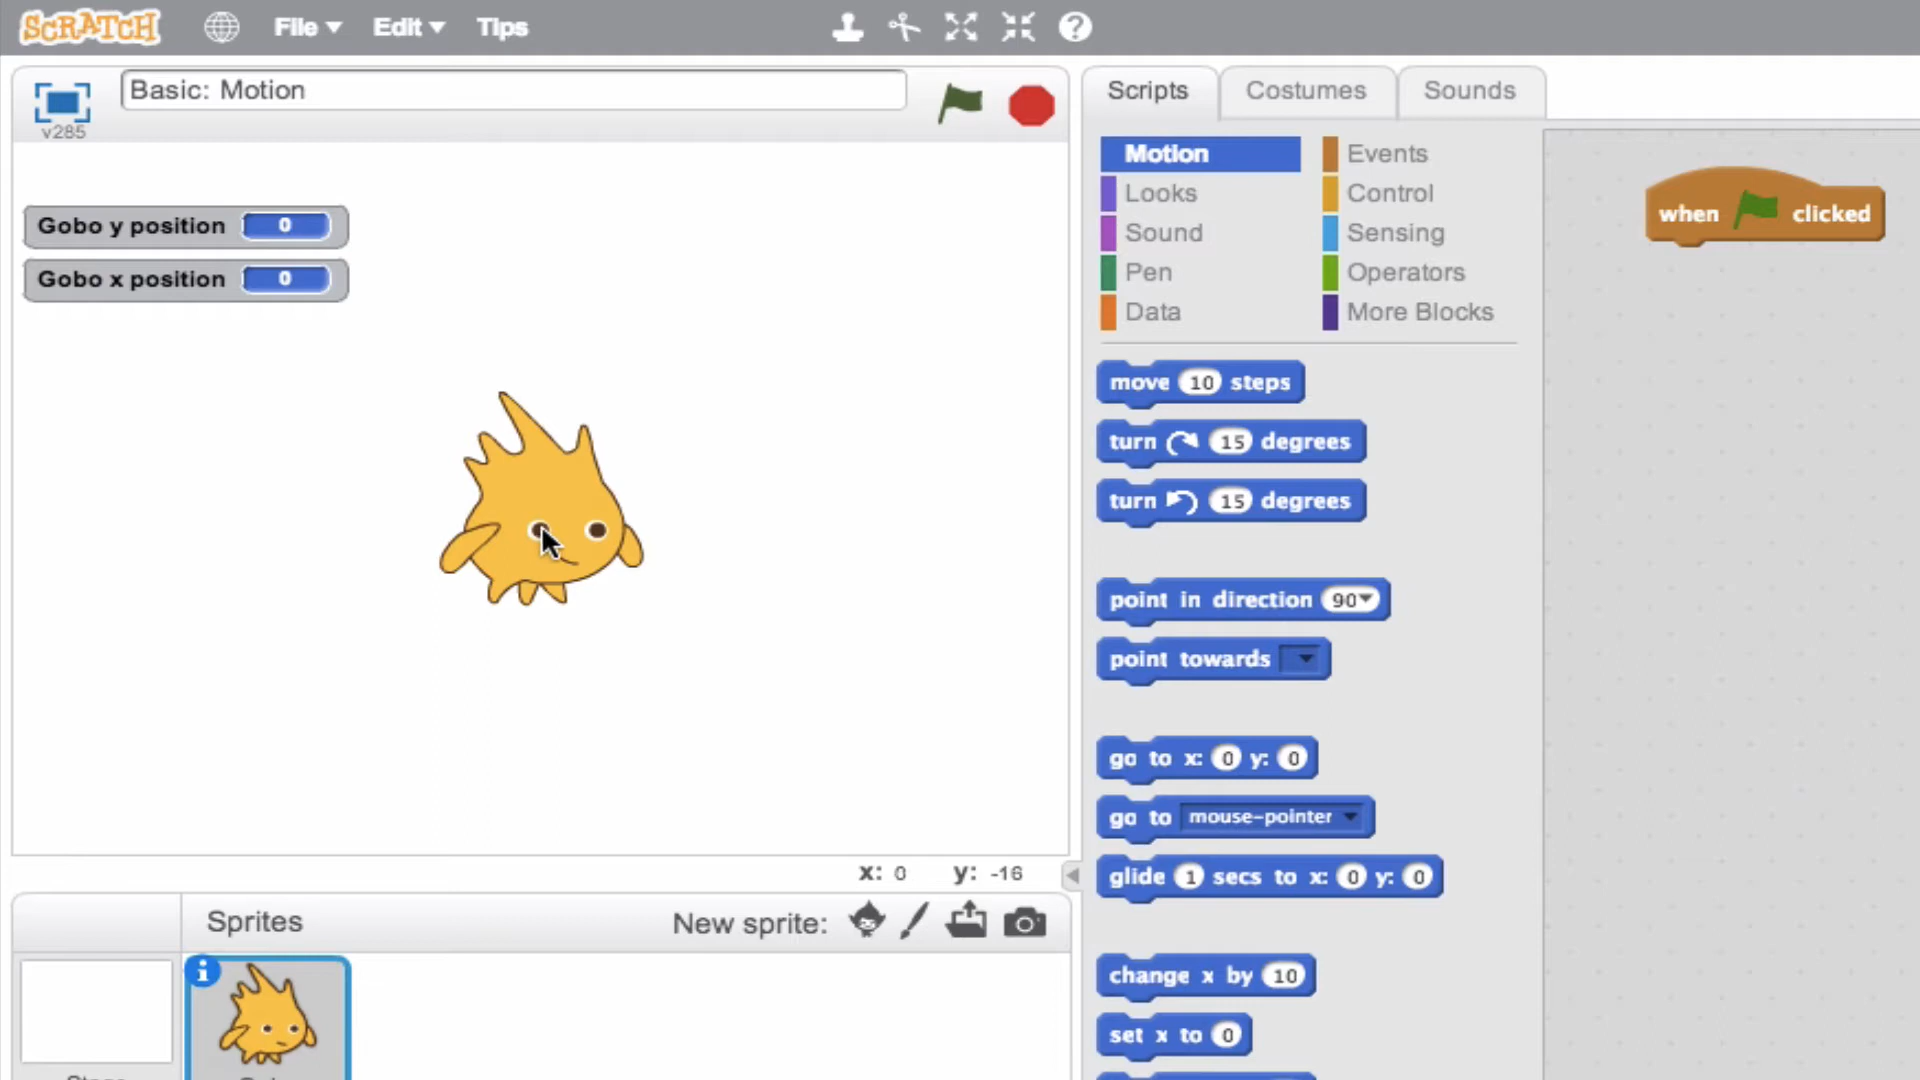 SCRATCH File Edit Tips
v285 Basic: Motion
Gobo y position 0
Gobo x position 0
x: 0 y: -16
Sprites New sprite:
Scripts Costumes Sounds
Motion Events
Looks Control
Sound Sensing
Pen Operators
Data More Blocks
move 10 steps
turn 15 degrees
turn 15 degrees
point in direction 90
point towards
go to x: 0 y: 0
go to mouse-pointer
glide 1 secs to x: 0 y: 0
change x by 10
set x to 0
when clicked